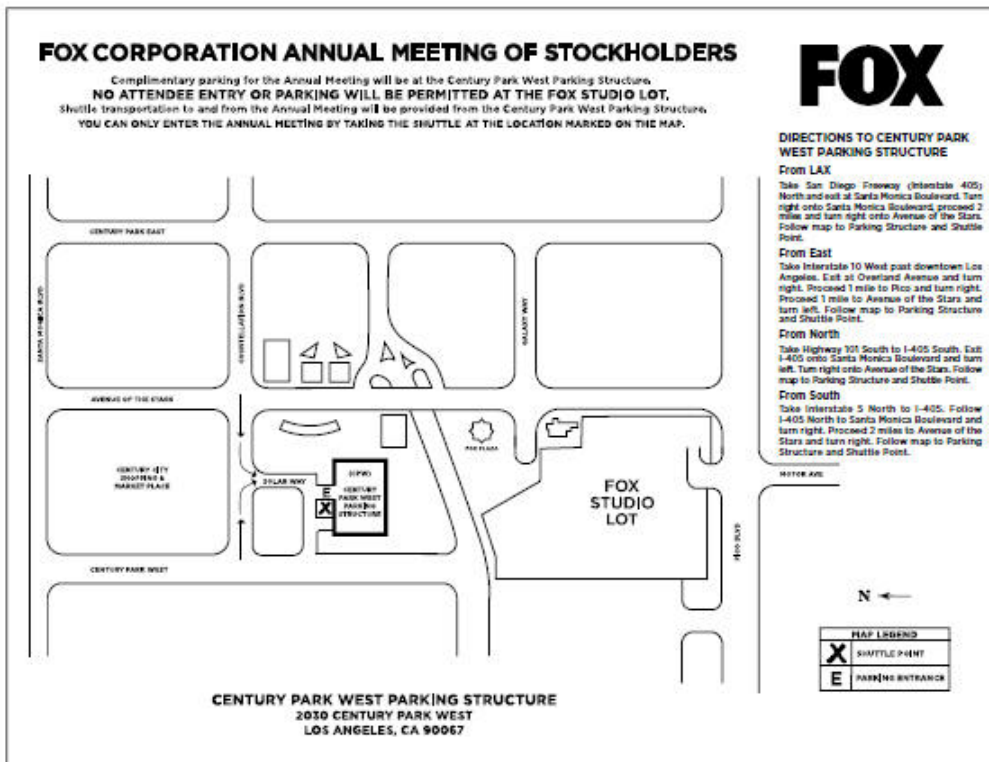 FOX CORPORATION ANNUAL MEETING OF STOCKHOLDERS
Complimentary parking for the Annual Meeting will be at the Century Park West Parking Structure.
NO ATTENDEE ENTRY OR PARKING WILL BE PERMITTED AT THE FOX STUDIO LOT.
Shuttle transportation to and from the Annual Meeting will be provided from the Century Park West Parking Structure.
YOU CAN ONLY ENTER THE ANNUAL MEETING BY TAKING THE SHUTTLE AT THE LOCATION MARKED ON THE MAP.
FOX
DIRECTIONS TO CENTURY PARK
WEST PARKING STRUCTURE
From LAX
Take San Diego Freeway (Interstate 405)
North and exit at Santa Monica Boulevard. Turn
right onto Santa Monica Boulevard, proceed 2
miles and turn right onto Avenue of the Stars.
Follow map to Parking Structure and Shuttle
Point.
From East
Take Interstate 10 West past downtown Los
Angeles. Exit at Overland Avenue and turn
right. Proceed 1 mile to Pico and turn right.
Proceed 1 mile to Avenue of the Stars and
turn left. Follow map to Parking Structure
and Shuttle Point.
From North
Take Highway 101 South to I-405 South. Exit
I-405 onto Santa Monica Boulevard and turn
left. Turn right onto Avenue of the Stars. Follow
map to Parking Structure and Shuttle Point.
From South
Take Interstate 5 North to I-405. Follow
I-405 North to Santa Monica Boulevard and
turn right. Proceed 2 miles to Avenue of the
Stars and turn right. Follow map to Parking
Structure and Shuttle Point.
CENTURY PARK EAST
SANTA MONICA BLVD
CONSTELLATION BLVD
GALAXY WAY
AVENUE OF THE STARS
FOX PLAZA
CENTURY CITY
SHOPPING &
MARKET PLACE
SOLAR WAY
E
X
(CPW)
CENTURY
PARK WEST
PARKING
STRUCTURE
FOX
STUDIO
LOT
MOTOR AVE
PICO BLVD
CENTURY PARK WEST
N
MAP LEGEND
X SHUTTLE POINT
E PARKING ENTRANCE
CENTURY PARK WEST PARKING STRUCTURE
2030 CENTURY PARK WEST
LOS ANGELES, CA 90067